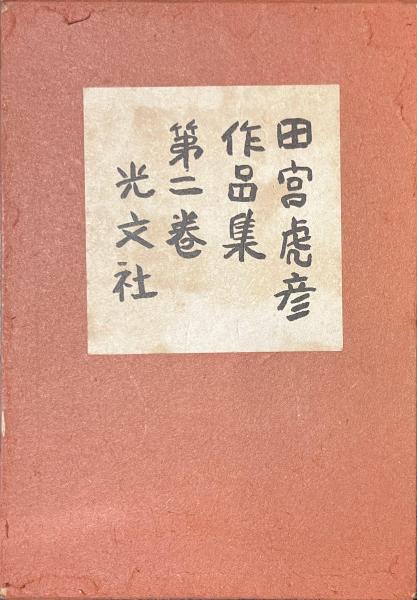 田宮虎彦
作品集
第二巻
光文社